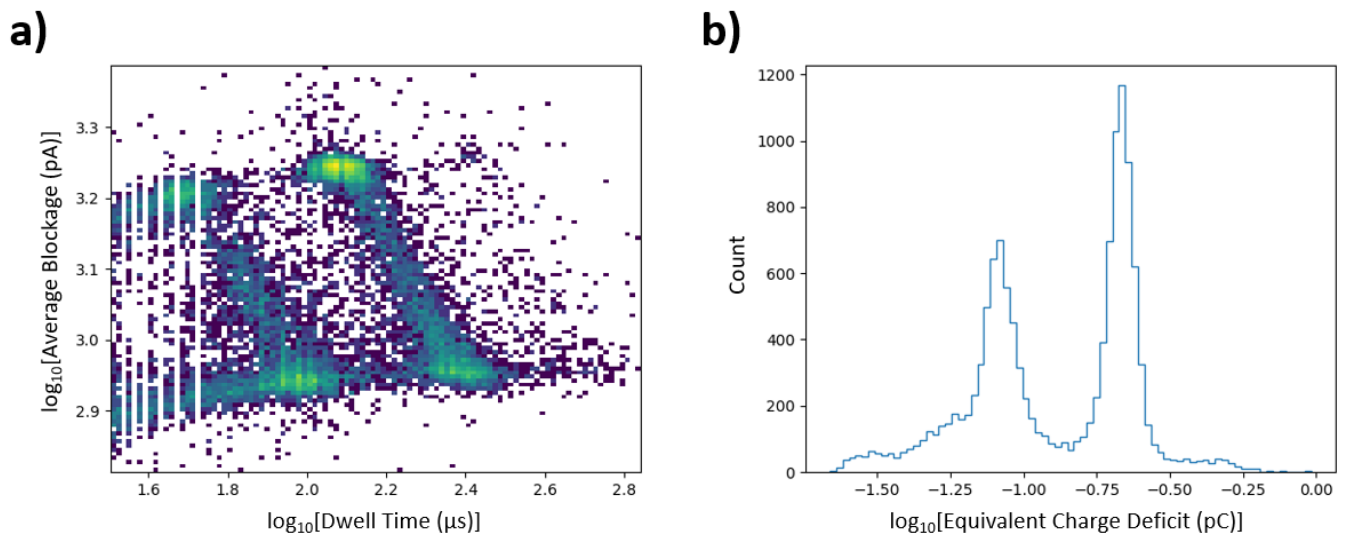 a)
log₁₀[Average Blockage (pA)]
3.3
3.2
3.1
3.0
2.9
1.6 1.8 2.0 2.2 2.4 2.6 2.8
log₁₀[Dwell Time (µs)]
b)
Count
1200
1000
800
600
400
200
0
−1.50 −1.25 −1.00 −0.75 −0.50 −0.25 0.00
log₁₀[Equivalent Charge Deficit (pC)]